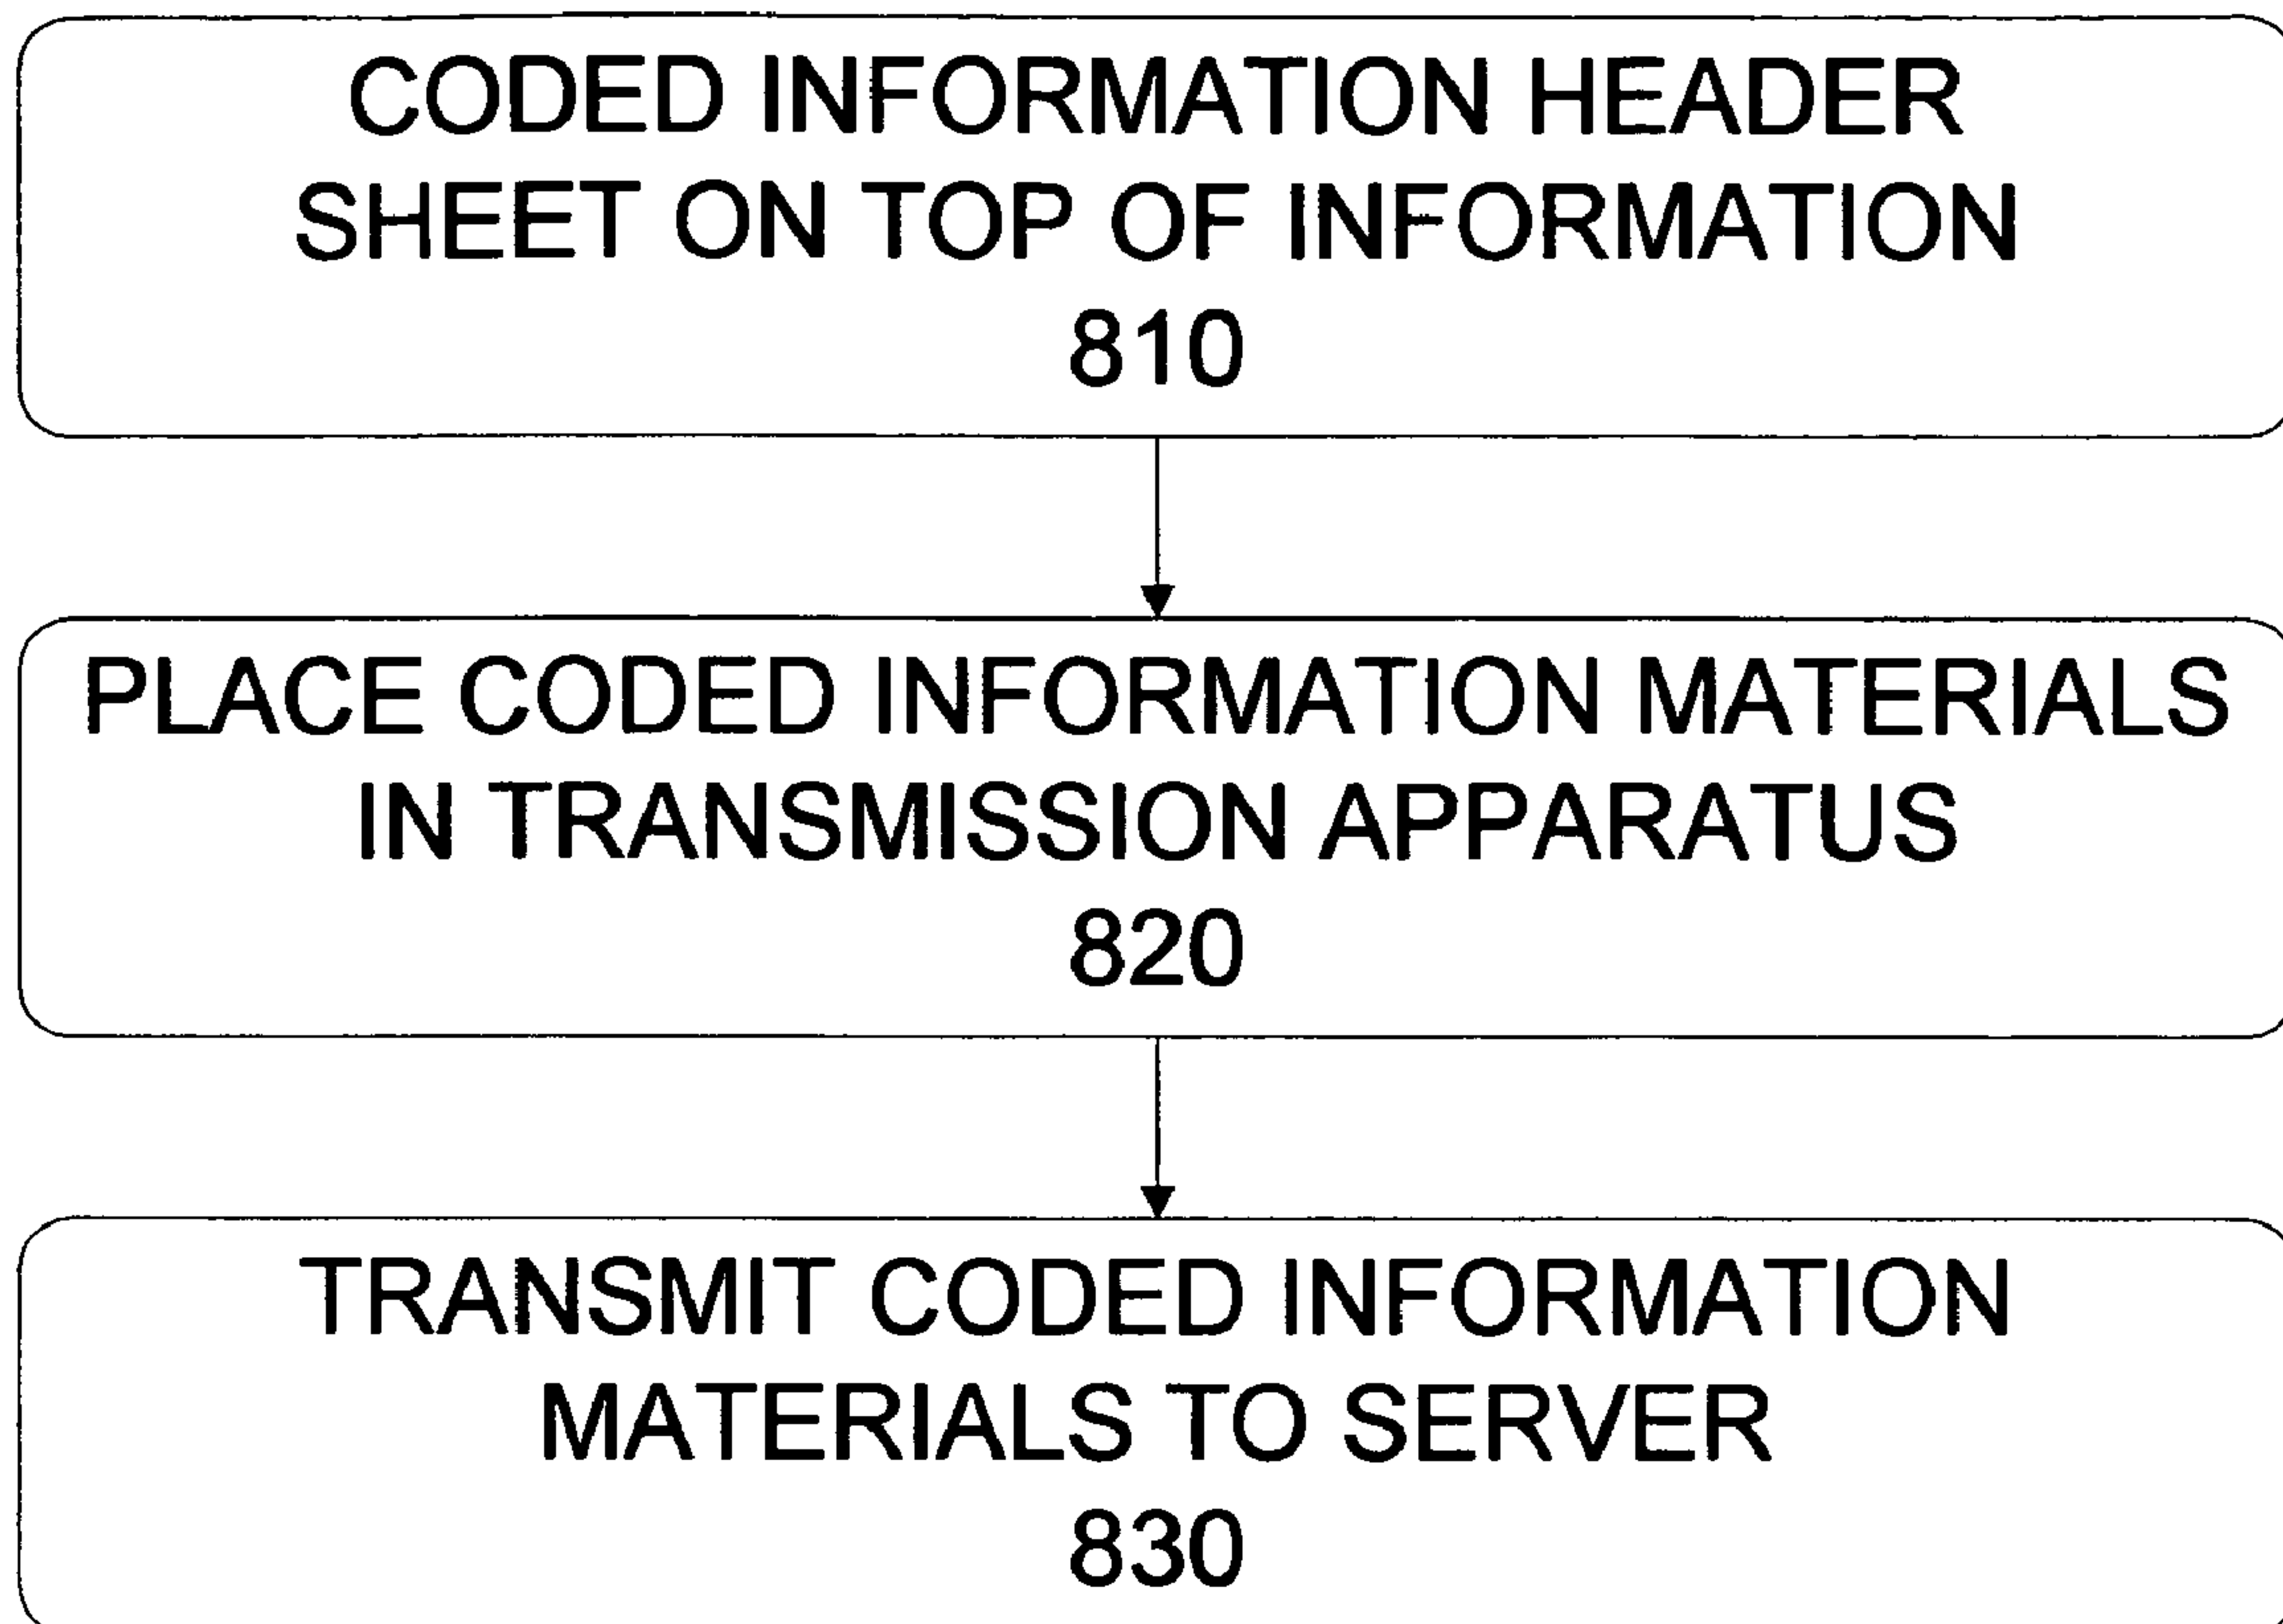 CODED INFORMATION HEADER
SHEET ON TOP OF INFORMATION
810
PLACE CODED INFORMATION MATERIALS
IN TRANSMISSION APPARATUS
820
TRANSMIT CODED INFORMATION
MATERIALS TO SERVER
830